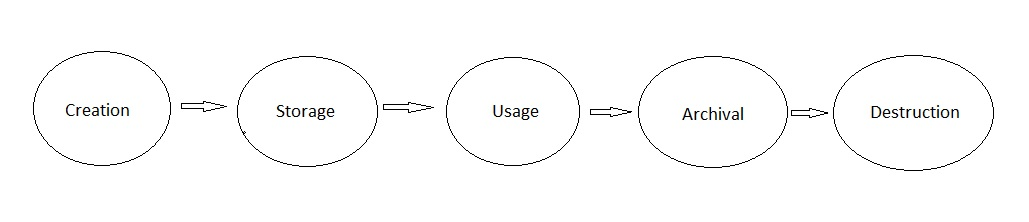 Creation
Storage
Usage
Archival
Destruction